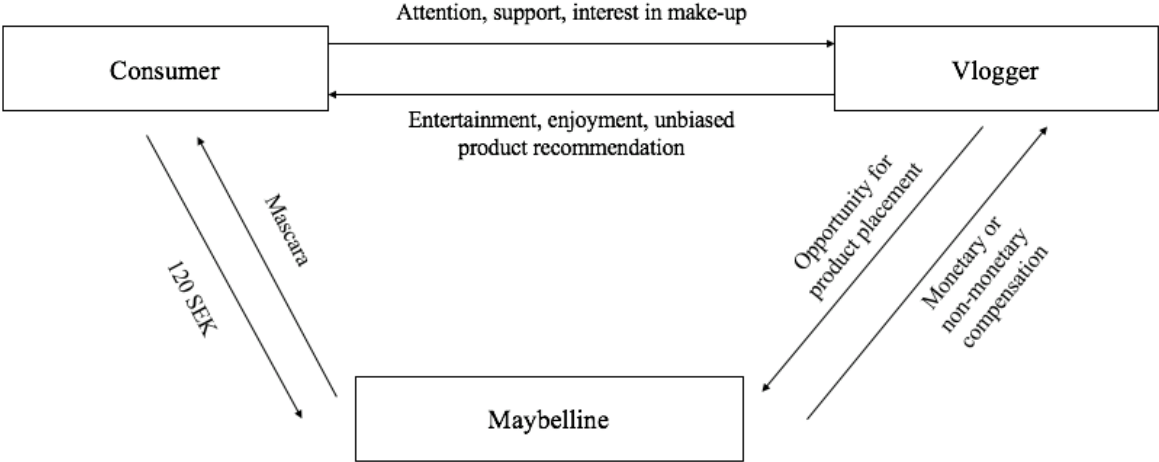 Attention, support, interest in make-up
Consumer
Vlogger
Entertainment, enjoyment, unbiased
product recommendation
Mascara
120 SEK
Opportunity for
product placement
Monetary or
non-monetary
compensation
Maybelline